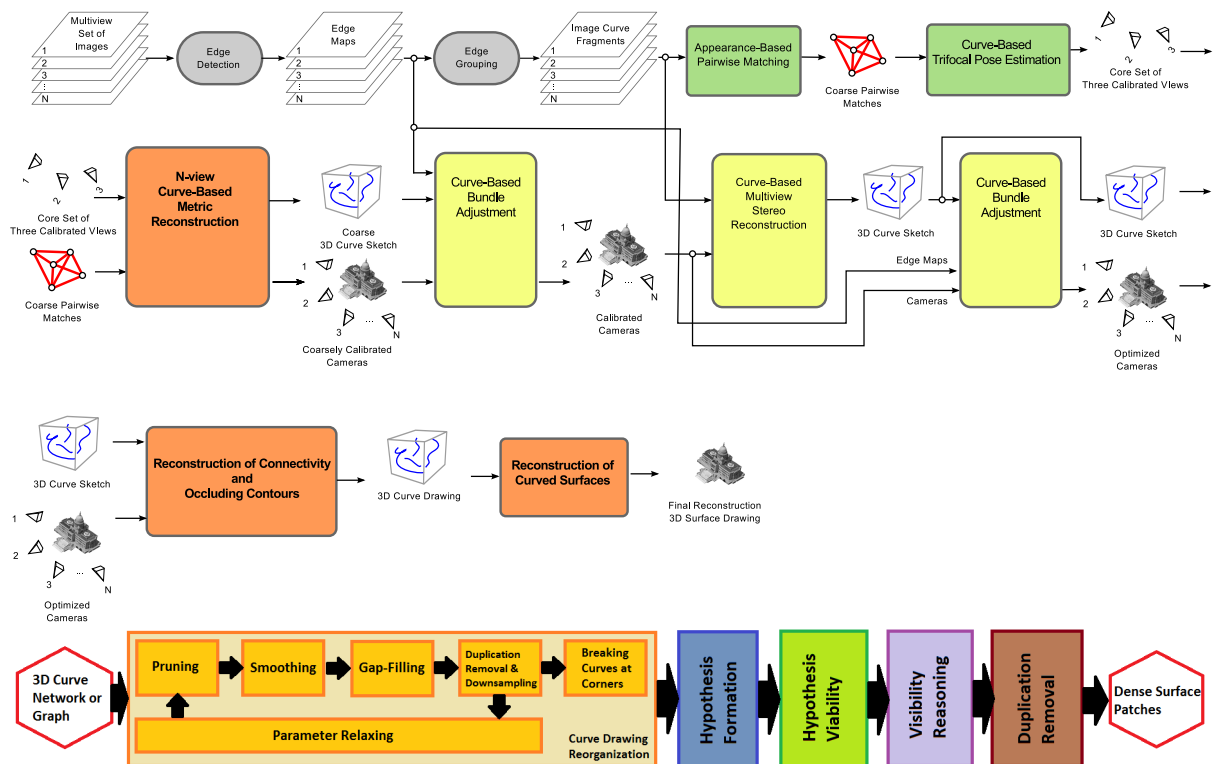 Multiview
Set of
Images
1
2
3
⋮
N
Edge
Detection
Edge
Maps
1
2
3
⋮
N
Edge
Grouping
Image Curve
Fragments
1
2
3
⋮
N
Appearance-Based
Pairwise Matching
Coarse Pairwise
Matches
Curve-Based
Trifocal Pose Estimation
1
2
3
Core Set of
Three Calibrated VIews
1
2
3
Core Set of
Three Calibrated VIews
Coarse Pairwise
Matches
N-view
Curve-Based
Metric
Reconstruction
Coarse
3D Curve Sketch
1
2
3
...
N
Coarsely Calibrated
Cameras
Curve-Based
Bundle
Adjustment
1
2
3
...
N
Calibrated
Cameras
Curve-Based
Multiview
Stereo
Reconstruction
3D Curve Sketch
Edge Maps
Cameras
Curve-Based
Bundle
Adjustment
3D Curve Sketch
1
2
3
...
N
Optimized
Cameras
3D Curve Sketch
1
2
3
...
N
Optimized
Cameras
Reconstruction of Connectivity
and
Occluding Contours
3D Curve Drawing
Reconstruction of
Curved Surfaces
Final Reconstruction
3D Surface Drawing
3D Curve
Network or
Graph
Pruning
Smoothing
Gap-Filling
Duplication
Removal &
Downsampling
Breaking
Curves at
Corners
Parameter Relaxing
Curve Drawing
Reorganization
Hypothesis
Formation
Hypothesis
Viability
Visibility
Reasoning
Duplication
Removal
Dense Surface
Patches